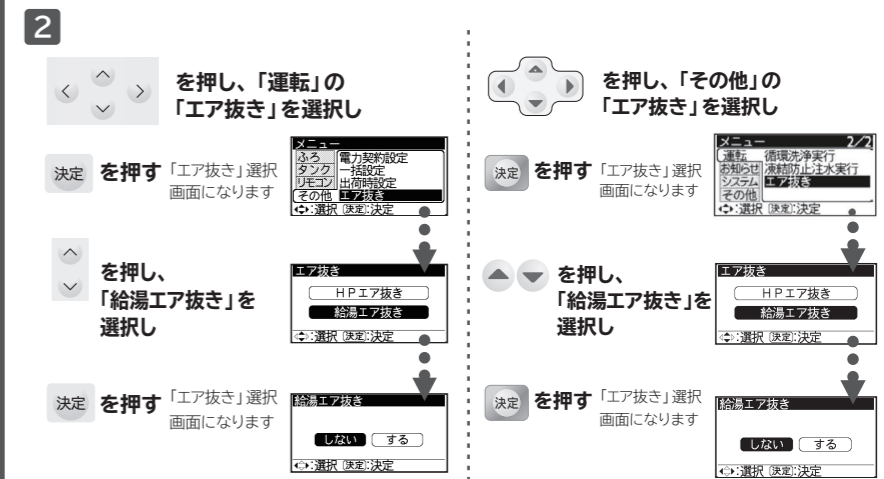 2
を押し、「運転」の
「エア抜き」を選択し
決定 を押す 「エア抜き」選択
画面になります
メニュー
ふろ 電力契約設定
タンク 一括設定
リモコン 出荷時設定
その他 エア抜き
:選択 [決定]:決定
を押し、
「給湯エア抜き」を
選択し
エア抜き
HPエア抜き
給湯エア抜き
:選択 [決定]:決定
決定 を押す 「エア抜き」選択
画面になります
給湯エア抜き
しない する
:選択 [決定]:決定
を押し、「その他」の
「エア抜き」を選択し
決定 を押す 「エア抜き」選択
画面になります
メニュー 2/2
運転 循環洗浄実行
お知らせ 凍結防止注水実行
システム エア抜き
その他
:選択 [決定]:決定
を押し、
「給湯エア抜き」を
選択し
エア抜き
HPエア抜き
給湯エア抜き
:選択 [決定]:決定
決定 を押す 「エア抜き」選択
画面になります
給湯エア抜き
しない する
:選択 [決定]:決定